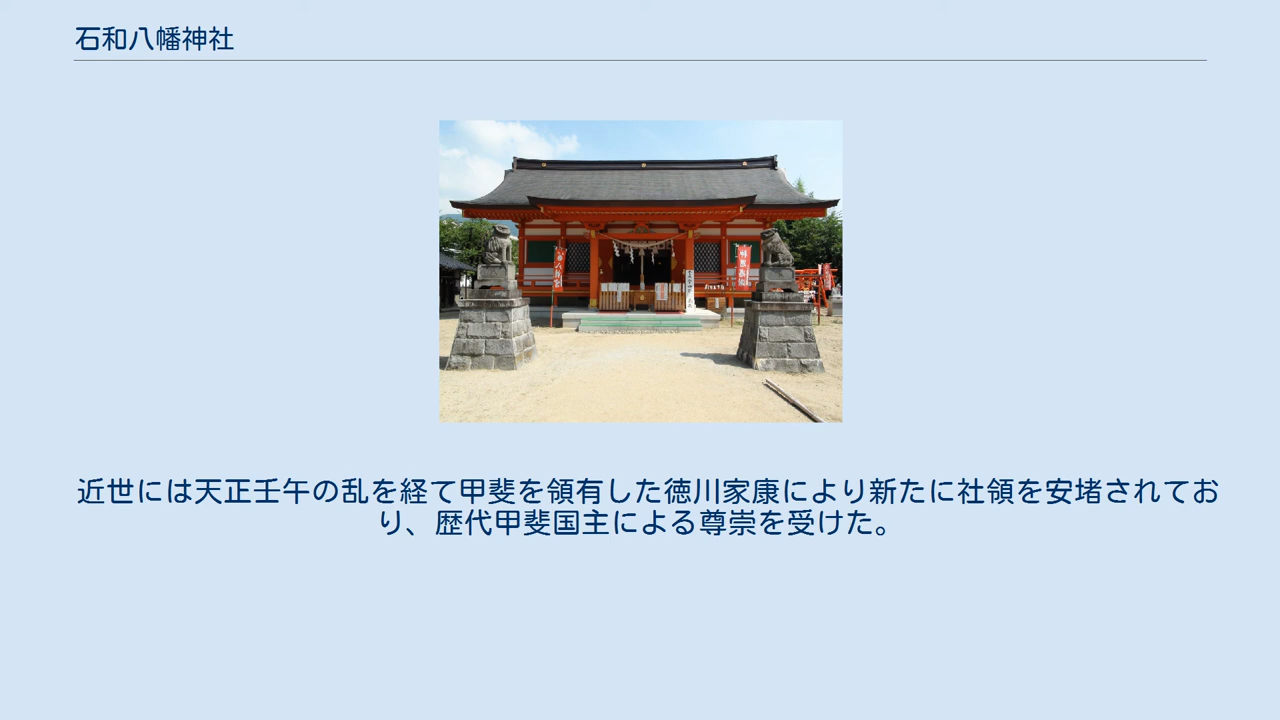 石和八幡神社
近世には天正壬午の乱を経て甲斐を領有した徳川家康により新たに社領を安堵されてお
り、歴代甲斐国主による尊崇を受けた。